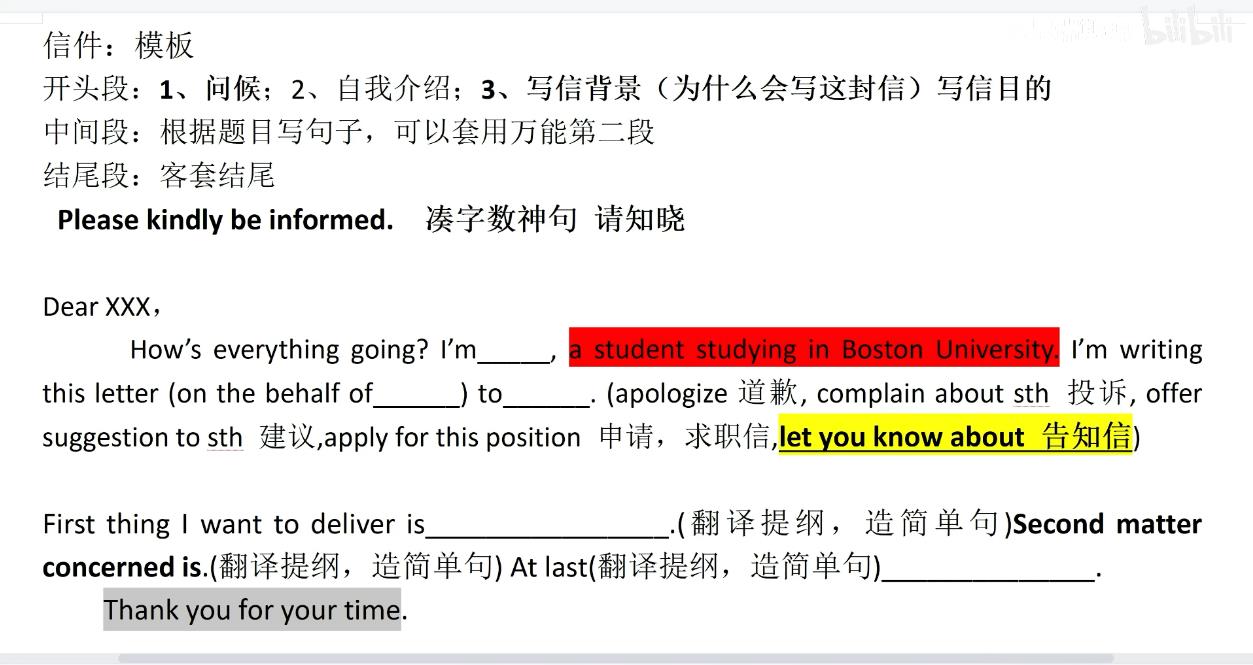 bilibili
信件：模板
开头段：1、问候；2、自我介绍；3、写信背景（为什么会写这封信）写信目的
中间段：根据题目写句子，可以套用万能第二段
结尾段：客套结尾
Please kindly be informed. 凑字数神句 请知晓
Dear XXX，
How’s everything going? I’m_____, a student studying in Boston University. I’m writing
this letter (on the behalf of______) to______. (apologize 道歉, complain about sth 投诉, offer
suggestion to sth 建议,apply for this position 申请，求职信,let you know about 告知信)
First thing I want to deliver is_________________.(翻译提纲，造简单句)Second matter
concerned is.(翻译提纲，造简单句) At last(翻译提纲，造简单句)_______________.
Thank you for your time.